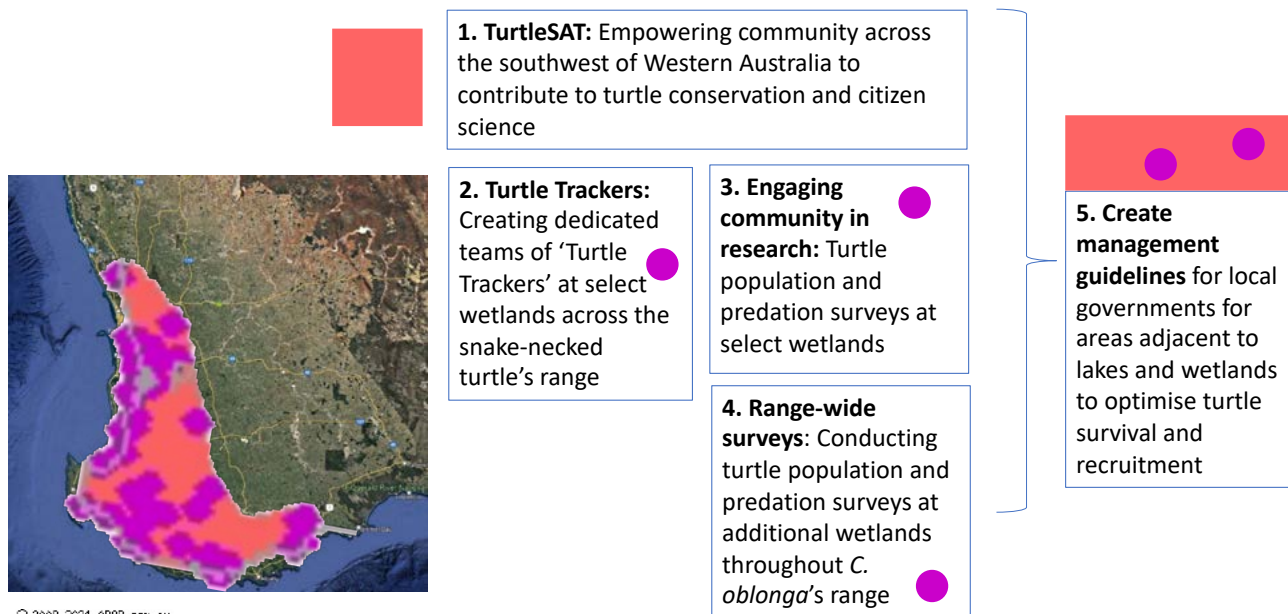 1. TurtleSAT: Empowering community across
the southwest of Western Australia to
contribute to turtle conservation and citizen
science
2. Turtle Trackers:
Creating dedicated
teams of ‘Turtle
Trackers’ at select
wetlands across the
snake-necked
turtle’s range
3. Engaging
community in
research: Turtle
population and
predation surveys at
select wetlands
4. Range-wide
surveys: Conducting
turtle population and
predation surveys at
additional wetlands
throughout C.
oblonga’s range
5. Create
management
guidelines for local
governments for
areas adjacent to
lakes and wetlands
to optimise turtle
survival and
recruitment